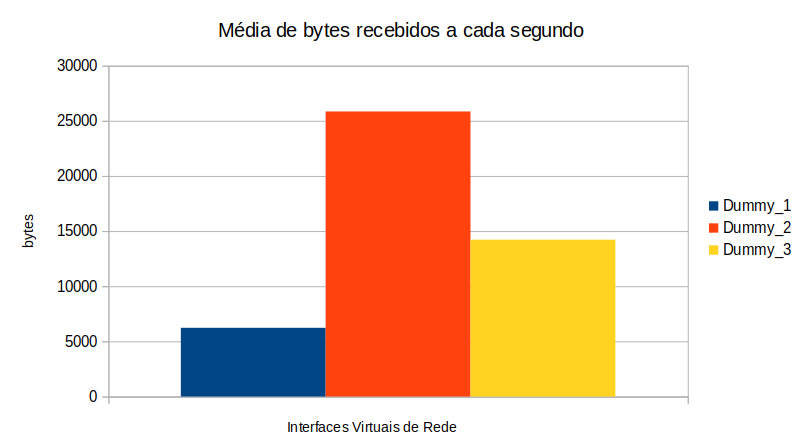 Média de bytes recebidos a cada segundo
30000
25000
20000
15000
10000
5000
0
bytes
Interfaces Virtuais de Rede
Dummy_1
Dummy_2
Dummy_3